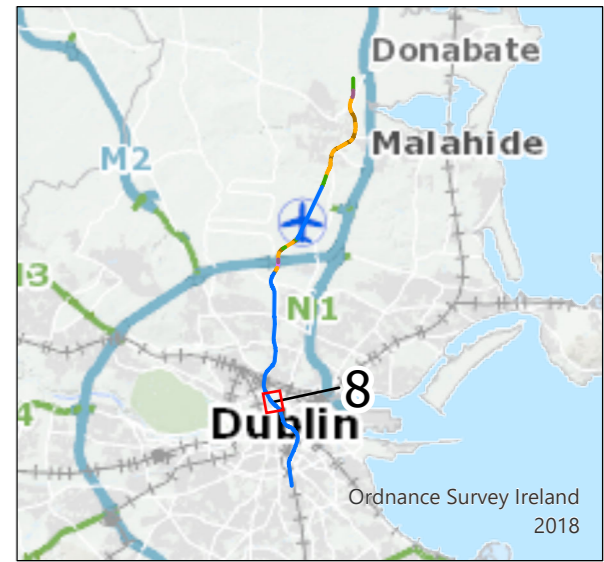 Donabate
M2
Malahide
N1
8
Dublin
Ordnance Survey Ireland
2018